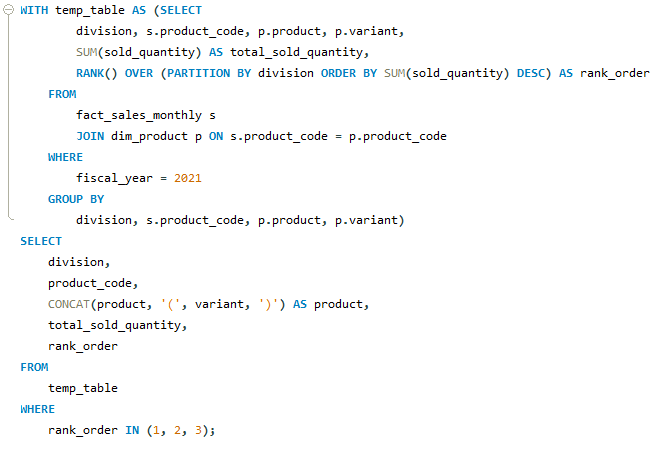 WITH temp_table AS (SELECT
division, s.product_code, p.product, p.variant,
SUM(sold_quantity) AS total_sold_quantity,
RANK() OVER (PARTITION BY division ORDER BY SUM(sold_quantity) DESC) AS rank_order
FROM
fact_sales_monthly s
JOIN dim_product p ON s.product_code = p.product_code
WHERE
fiscal_year = 2021
GROUP BY
division, s.product_code, p.product, p.variant)
SELECT
division,
product_code,
CONCAT(product, '(', variant, ')') AS product,
total_sold_quantity,
rank_order
FROM
temp_table
WHERE
rank_order IN (1, 2, 3);